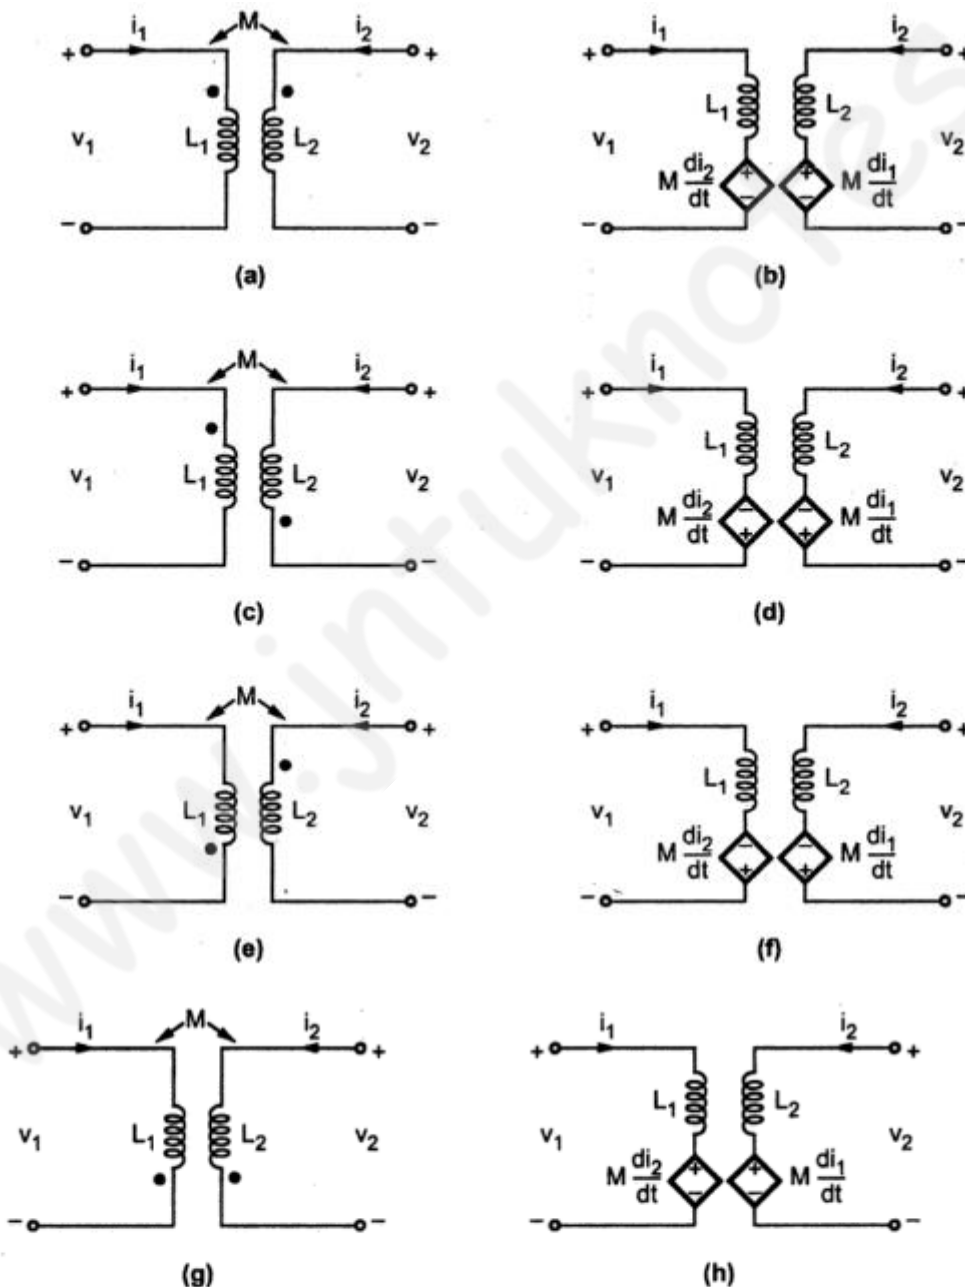 M
i₁ i₂
+ +
v₁ L₁ L₂ v₂
− −
(a)
i₁ i₂
+ +
L₁ L₂
v₁ v₂
M di₂/dt + − + − M di₁/dt
− −
(b)
M
i₁ i₂
+ +
v₁ L₁ L₂ v₂
− −
(c)
i₁ i₂
+ +
L₁ L₂
v₁ v₂
M di₂/dt − + − + M di₁/dt
− −
(d)
M
i₁ i₂
+ +
v₁ L₁ L₂ v₂
− −
(e)
i₁ i₂
+ +
L₁ L₂
v₁ v₂
M di₂/dt − + − + M di₁/dt
− −
(f)
M
i₁ i₂
+ +
v₁ L₁ L₂ v₂
− −
(g)
i₁ i₂
+ +
L₁ L₂
v₁ v₂
M di₂/dt + − + − M di₁/dt
− −
(h)
www.jntuknotes